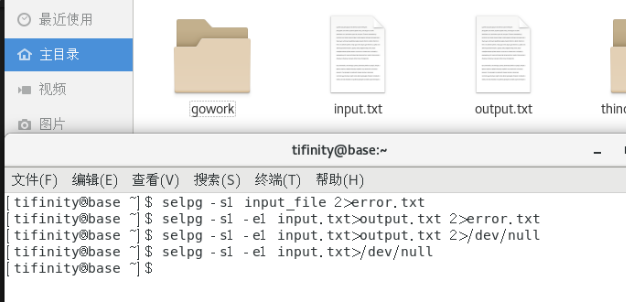 最近使用
主目录
视频
图片
gowork
input.txt
output.txt
thinc
tifinity@base:~
文件(F) 编辑(E) 查看(V) 搜索(S) 终端(T) 帮助(H)
[tifinity@base ~]$ selpg -s1 input_file 2>error.txt
[tifinity@base ~]$ selpg -s1 -e1 input.txt>output.txt 2>error.txt
[tifinity@base ~]$ selpg -s1 -e1 input.txt>output.txt 2>/dev/null
[tifinity@base ~]$ selpg -s1 -e1 input.txt>/dev/null
[tifinity@base ~]$